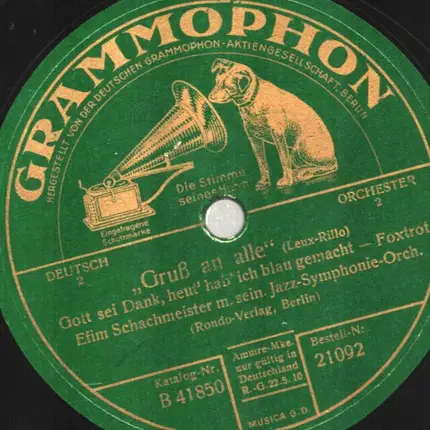 GRAMMOPHON
HERGESTELLT VON DER DEUTSCHEN GRAMMOPHON-AKTIENGESELLSCHAFT, BERLIN
Die Stimme
seines Herrn
Eingetragene
Schutzmarke
DEUTSCH
2
ORCHESTER
2
„Gruß an alle“ (Leux-Rillo)
Gott sei Dank, heut' hab' ich blau gemacht – Foxtrot
Efim Schachmeister m. sein. Jazz-Symphonie-Orch.
(Rondo-Verlag, Berlin)
Katalog-Nr.
B 41850
Ammre-Mke.
nur gültig in
Deutschland
R.-G.22.5.10
Bestell-Nr.
21092
MUSICA G.D.